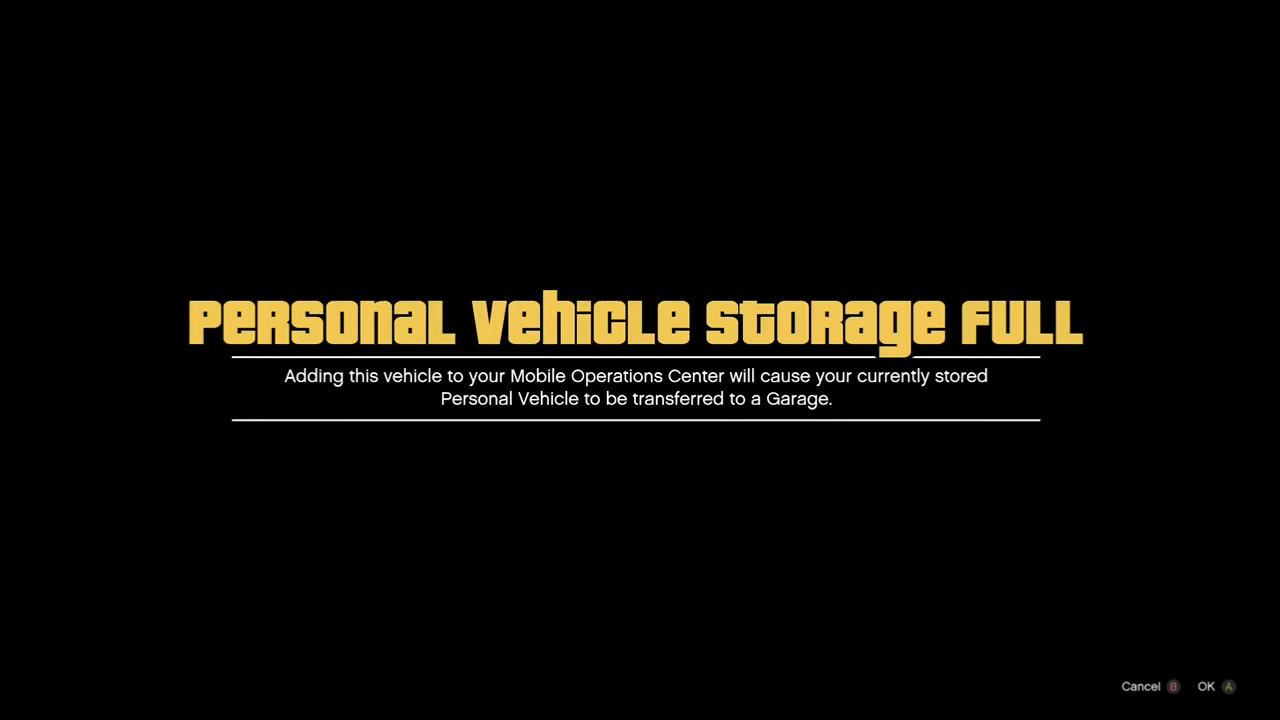 Personal Vehicle Storage Full
Adding this vehicle to your Mobile Operations Center will cause your currently stored
Personal Vehicle to be transferred to a Garage.
Cancel B OK A